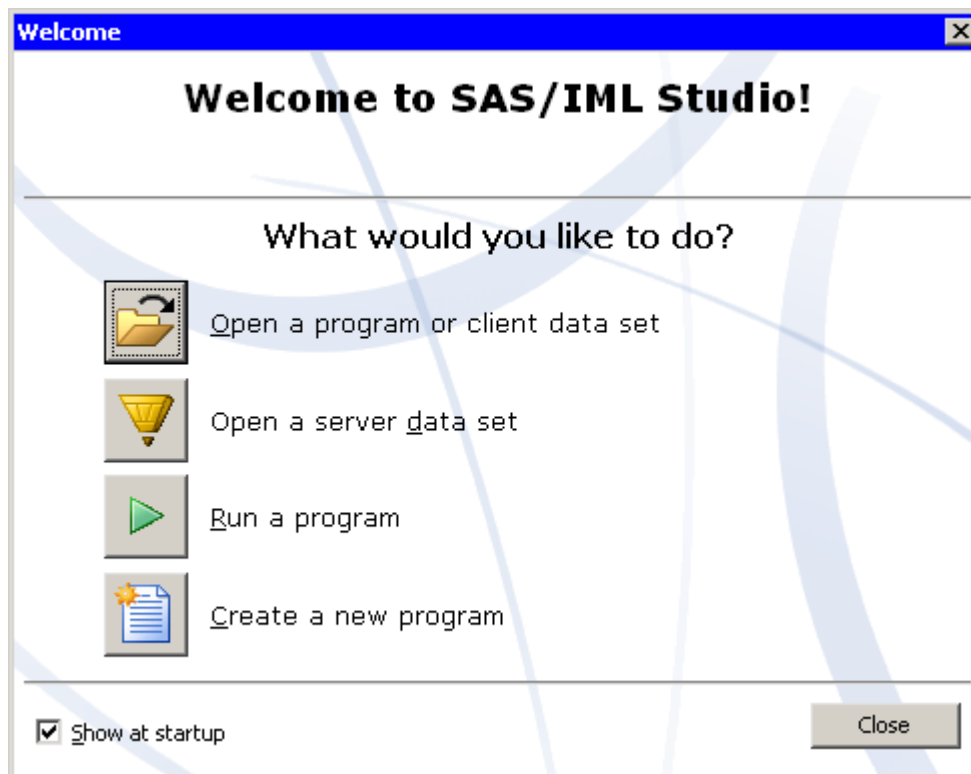 Welcome
Welcome to SAS/IML Studio!
What would you like to do?
Open a program or client data set
Open a server data set
Run a program
Create a new program
Show at startup
Close